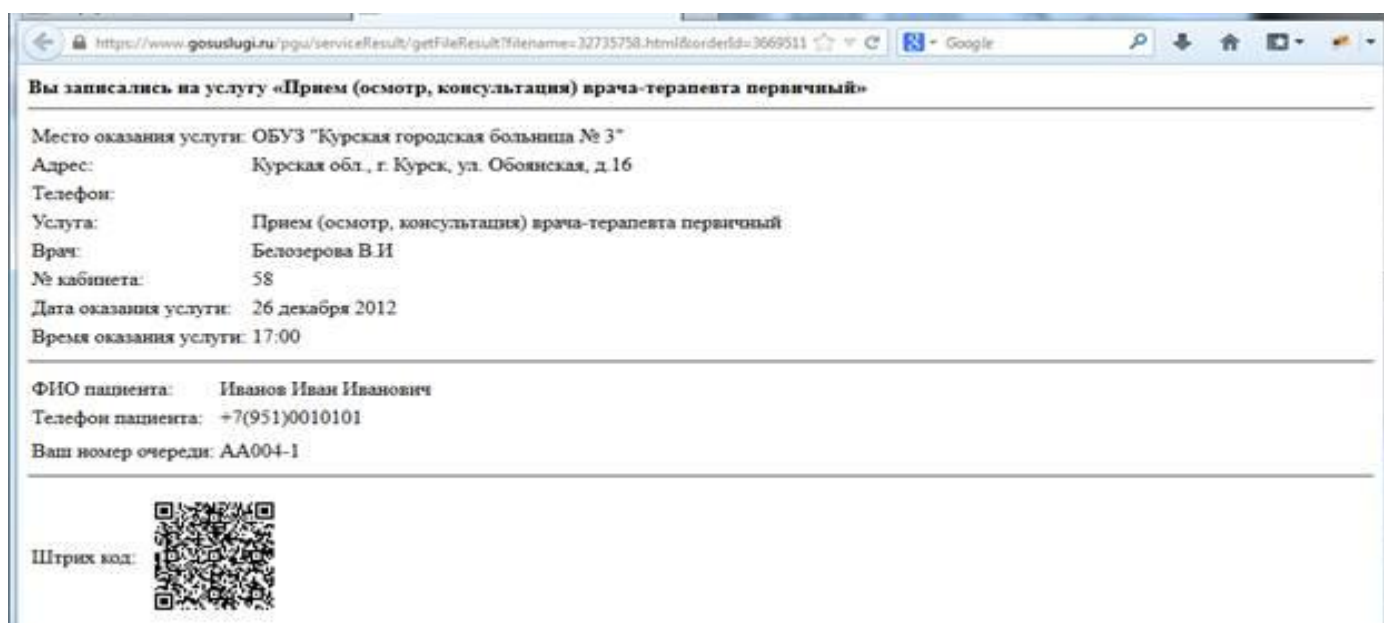 https://www.gosuslugi.ru/pgu/serviceResult/getFileResult?filename=32735758.html&orderId=3669511 Google
Вы записались на услугу «Прием (осмотр, консультация) врача-терапевта первичный»
Место оказания услуги: ОБУЗ "Курская городская больница № 3"
Адрес: Курская обл., г. Курск, ул. Обоянская, д.16
Телефон:
Услуга: Прием (осмотр, консультация) врача-терапевта первичный
Врач: Белозерова В.И
№ кабинета: 58
Дата оказания услуги: 26 декабря 2012
Время оказания услуги: 17:00
ФИО пациента: Иванов Иван Иванович
Телефон пациента: +7(951)0010101
Ваш номер очереди: АА004-1
Штрих код: